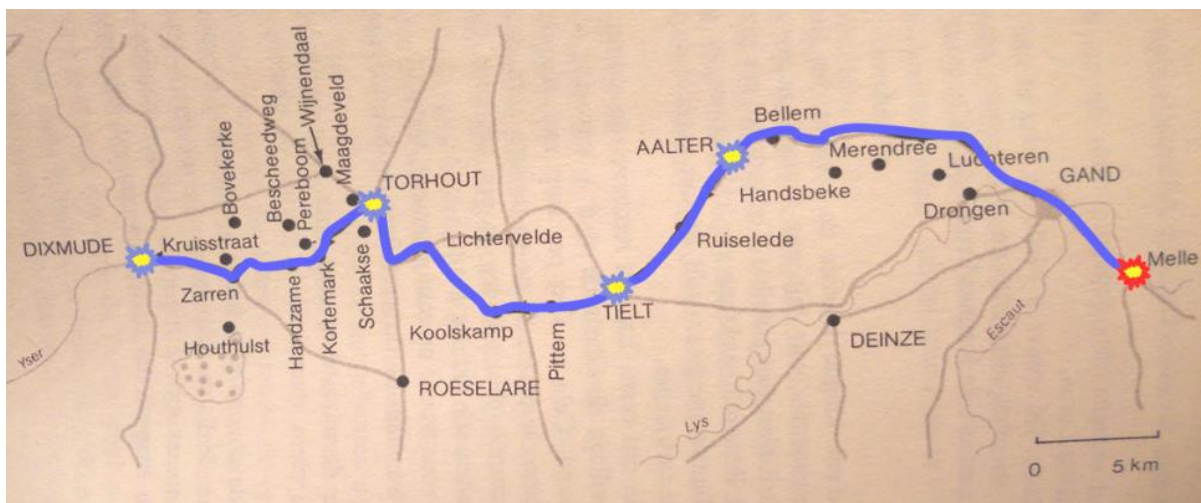 Bovekerke
Bescheedweg
Pereboom
Wijnendaal
Maagdeveld
TORHOUT
DIXMUDE
Kruisstraat
Zarren
Houthulst
Handzame
Kortemark
Schaakse
Yser
Lichtervelde
Koolskamp
Pittem
TIELT
ROESELARE
AALTER
Bellem
Merendree
Handsbeke
Luchteren
Drongen
GAND
Ruiselede
Melle
DEINZE
Escaut
Lys
0 5 km